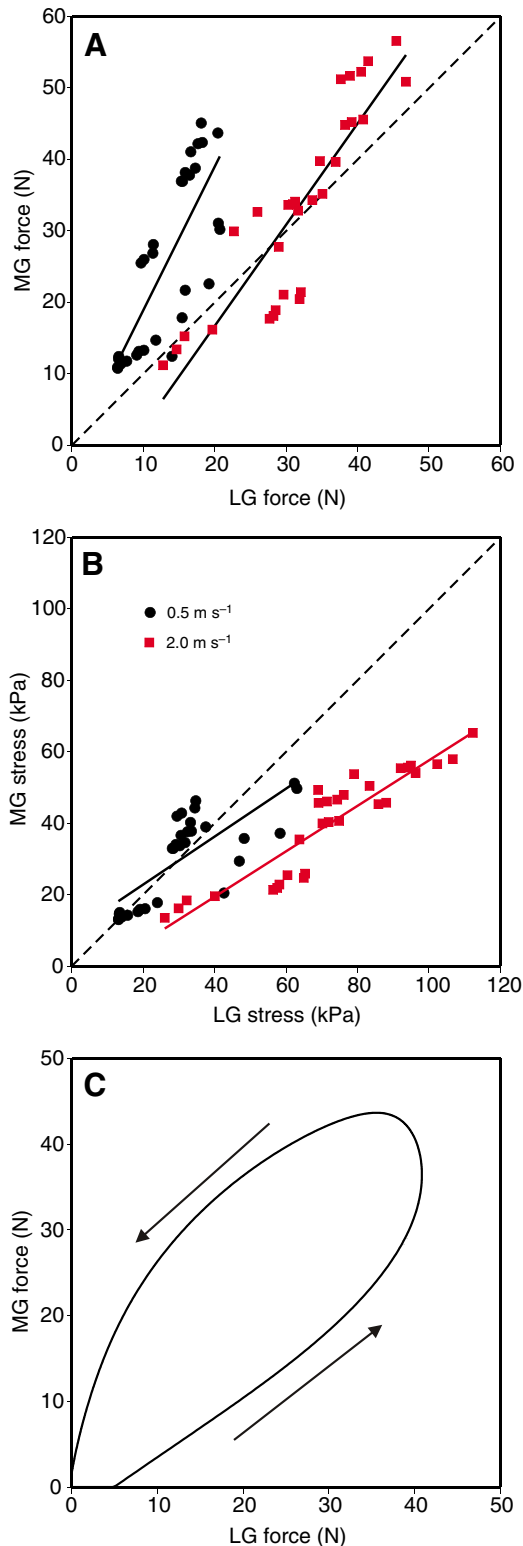 A
60
50
40
30
20
10
0
MG force (N)
0 10 20 30 40 50 60
LG force (N)
B
120
100
80
60
40
20
0
MG stress (kPa)
0.5 m s⁻¹
2.0 m s⁻¹
0 20 40 60 80 100 120
LG stress (kPa)
C
50
40
30
20
10
0
MG force (N)
0 10 20 30 40 50
LG force (N)